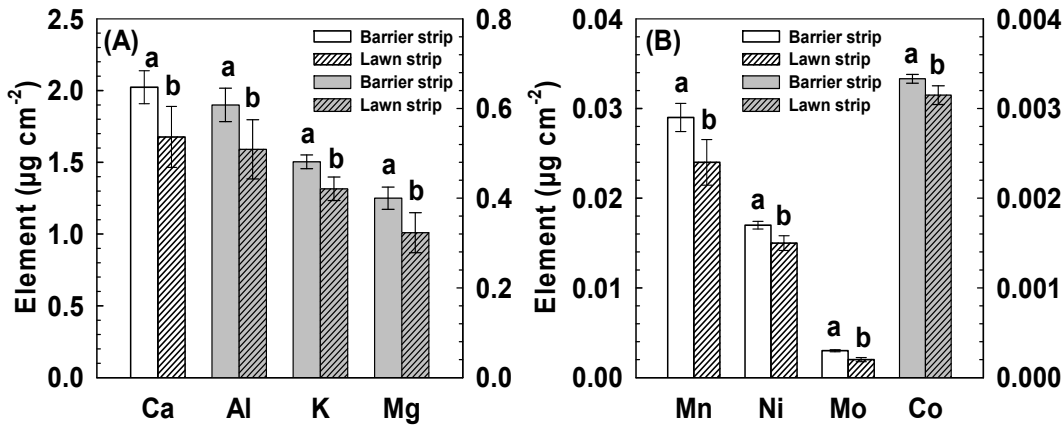 (A)
Barrier strip
Lawn strip
Barrier strip
Lawn strip
Element (µg cm⁻²)
2.5
2.0
1.5
1.0
0.5
0.0
a b a b a b a b
0.8
0.6
0.4
0.2
0.0
Ca Al K Mg
(B)
Barrier strip
Lawn strip
Barrier strip
Lawn strip
Element (µg cm⁻²)
0.04
0.03
0.02
0.01
0.00
a b a b a b a b
0.004
0.003
0.002
0.001
0.000
Mn Ni Mo Co